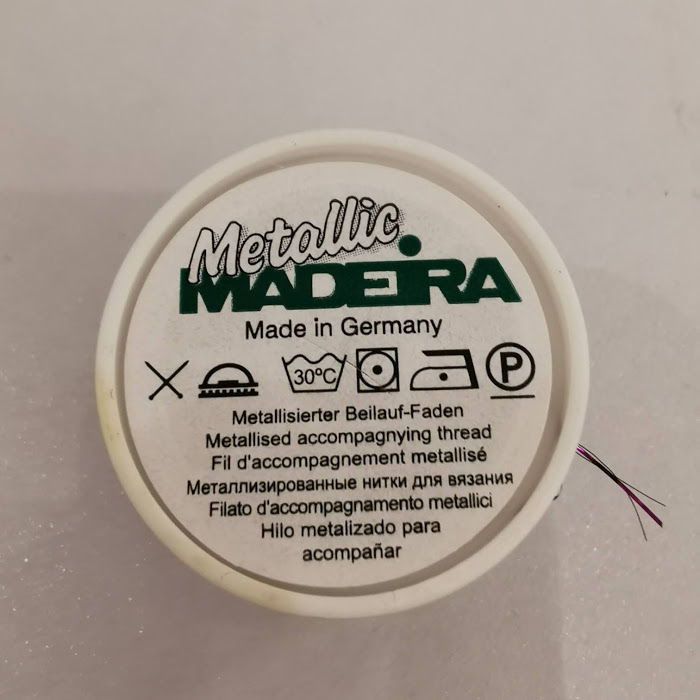 Metallic
MADEIRA
Made in Germany
30°C P
Metallisierter Beilauf-Faden
Metallised accompagnying thread
Fil d'accompagnement metallisé
Металлизированные нитки для вязания
Filato d'accompagnamento metallici
Hilo metalizado para
acompañar